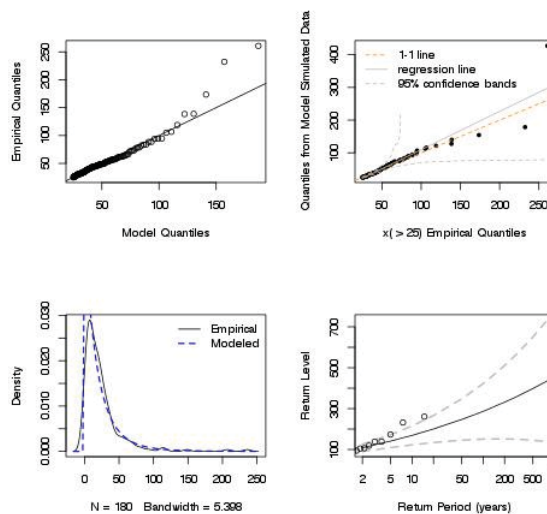 Empirical Quantiles
50 100 150 200 250
50 100 150
Model Quantiles
Quantiles from Model Simulated Data
100 200 300 400
1-1 line
regression line
95% confidence bands
50 100 150 200 250
x( > 25) Empirical Quantiles
Density
0.000 0.010 0.020 0.030
Empirical
Modeled
0 50 100 150 200 250
N = 180 Bandwidth = 5.398
Return Level
100 300 500 700
2 5 10 20 50 200 500
Return Period (years)